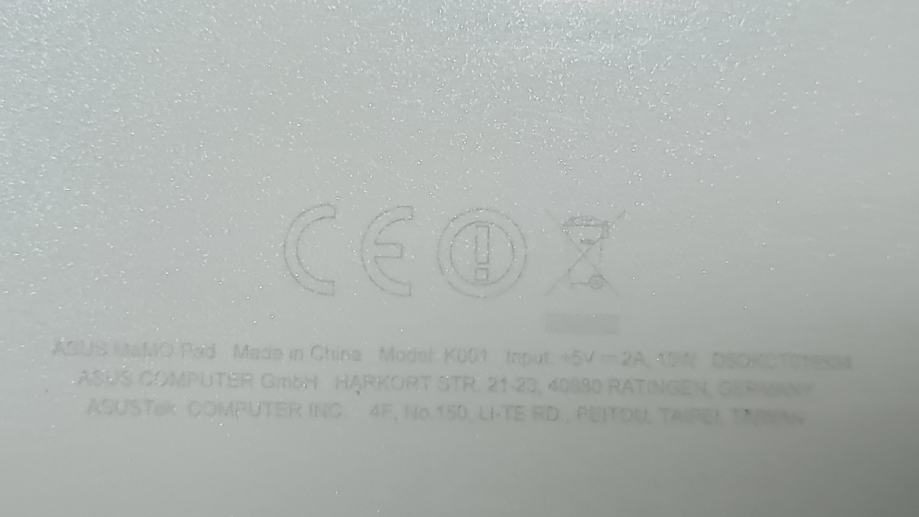 CE
ASUS MeMO Pad Made in China Model: K001 Input: +5V⎓2A, 10W
ASUS COMPUTER GmbH HARKORT STR. 21-23, 40880 RATINGEN, GERMANY
ASUSTek COMPUTER INC. 4F, No.150, LI-TE RD., PEITOU, TAIPEI, TAIWAN